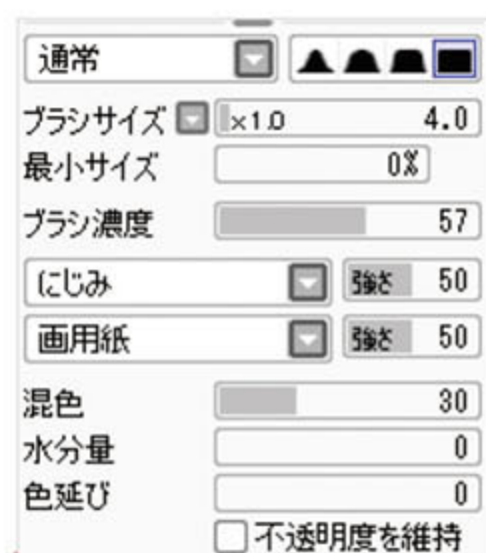 通常
ブラシサイズ ×1.0 4.0
最小サイズ 0%
ブラシ濃度 57
にじみ 強さ 50
画用紙 強さ 50
混色 30
水分量 0
色延び 0
不透明度を維持